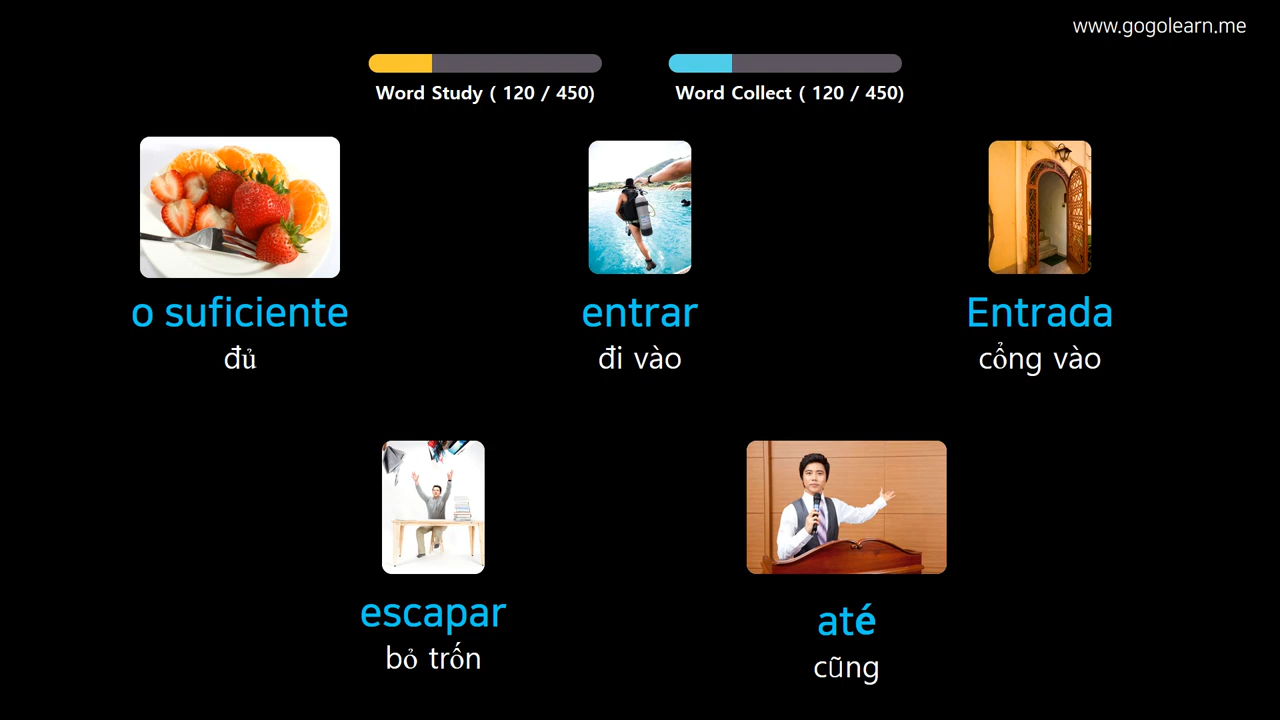 www.gogolearn.me
Word Study ( 120 / 450)
Word Collect ( 120 / 450)
o suficiente
đủ
entrar
đi vào
Entrada
cổng vào
escapar
bỏ trốn
até
cũng